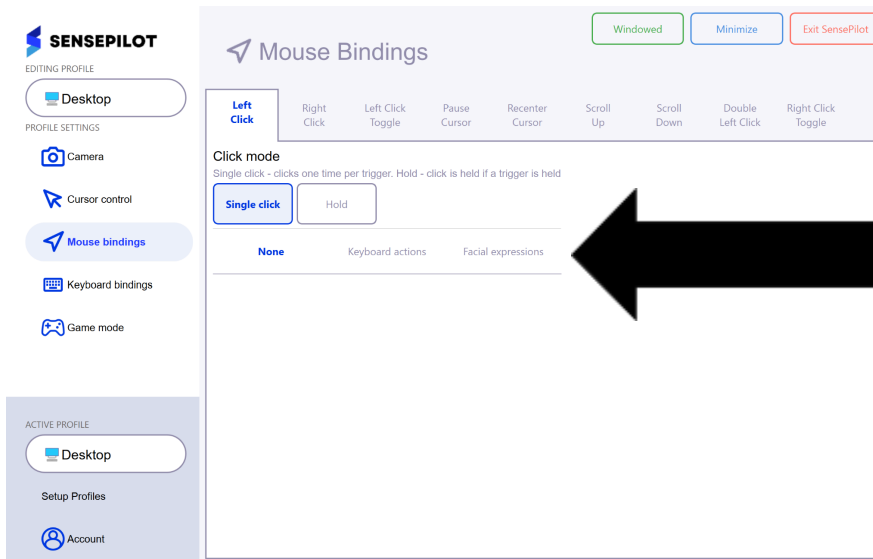 SENSEPILOT
EDITING PROFILE
Desktop
PROFILE SETTINGS
Camera
Cursor control
Mouse bindings
Keyboard bindings
Game mode
ACTIVE PROFILE
Desktop
Setup Profiles
Account
Windowed
Minimize
Exit SensePilot
Mouse Bindings
Left
Click
Right
Click
Left Click
Toggle
Pause
Cursor
Recenter
Cursor
Scroll
Up
Scroll
Down
Double
Left Click
Right Click
Toggle
Click mode
Single click - clicks one time per trigger. Hold - click is held if a trigger is held
Single click
Hold
None
Keyboard actions
Facial expressions